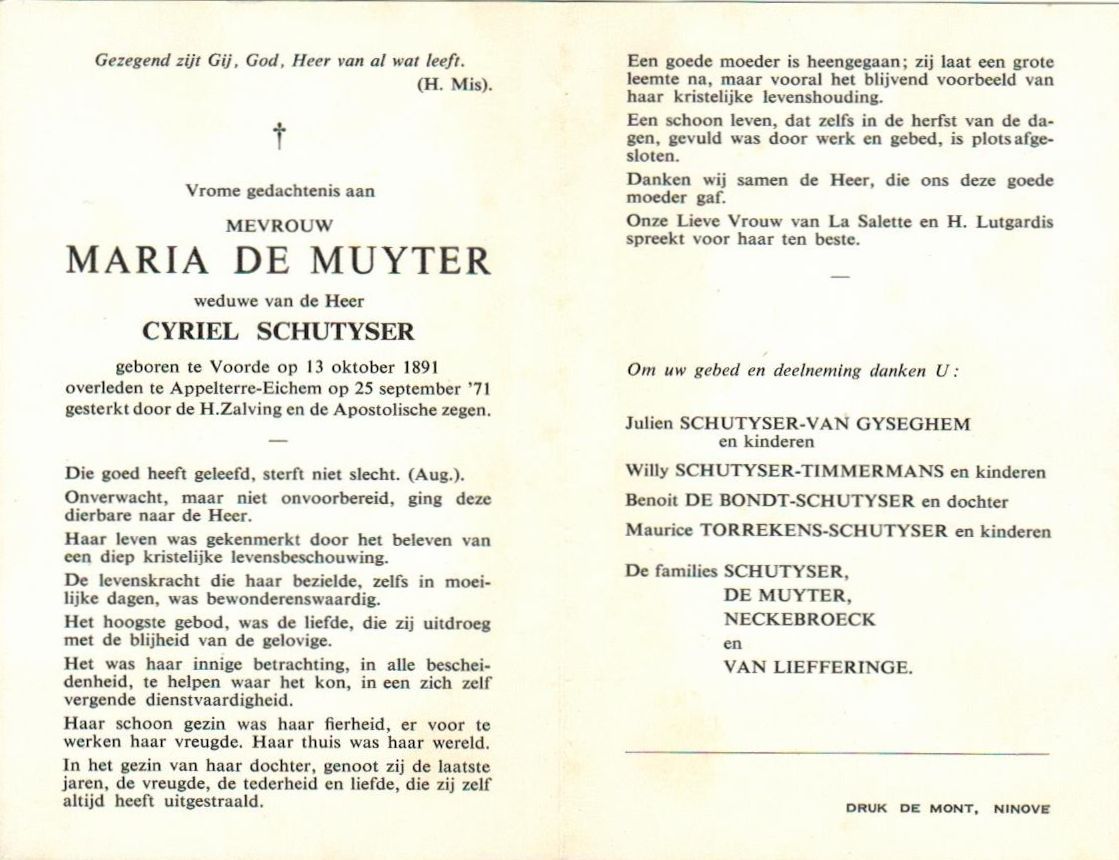 Gezegend zijt Gij, God, Heer van al wat leeft.
(H. Mis).
†
Vrome gedachtenis aan
MEVROUW
MARIA DE MUYTER
weduwe van de Heer
CYRIEL SCHUTYSER
geboren te Voorde op 13 oktober 1891
overleden te Appelterre-Eichem op 25 september '71
gesterkt door de H.Zalving en de Apostolische zegen.
—
Die goed heeft geleefd, sterft niet slecht. (Aug.).
Onverwacht, maar niet onvoorbereid, ging deze
dierbare naar de Heer.
Haar leven was gekenmerkt door het beleven van
een diep kristelijke levensbeschouwing.
De levenskracht die haar bezielde, zelfs in moei-
lijke dagen, was bewonderenswaardig.
Het hoogste gebod, was de liefde, die zij uitdroeg
met de blijheid van de gelovige.
Het was haar innige betrachting, in alle beschei-
denheid, te helpen waar het kon, in een zich zelf
vergende dienstvaardigheid.
Haar schoon gezin was haar fierheid, er voor te
werken haar vreugde. Haar thuis was haar wereld.
In het gezin van haar dochter, genoot zij de laatste
jaren, de vreugde, de tederheid en liefde, die zij zelf
altijd heeft uitgestraald.
Een goede moeder is heengegaan; zij laat een grote
leemte na, maar vooral het blijvend voorbeeld van
haar kristelijke levenshouding.
Een schoon leven, dat zelfs in de herfst van de da-
gen, gevuld was door werk en gebed, is plots afge-
sloten.
Danken wij samen de Heer, die ons deze goede
moeder gaf.
Onze Lieve Vrouw van La Salette en H. Lutgardis
spreekt voor haar ten beste.
—
Om uw gebed en deelneming danken U :
Julien SCHUTYSER-VAN GYSEGHEM
en kinderen
Willy SCHUTYSER-TIMMERMANS en kinderen
Benoit DE BONDT-SCHUTYSER en dochter
Maurice TORREKENS-SCHUTYSER en kinderen
De families SCHUTYSER,
DE MUYTER,
NECKEBROECK
en
VAN LIEFFERINGE.
DRUK DE MONT, NINOVE